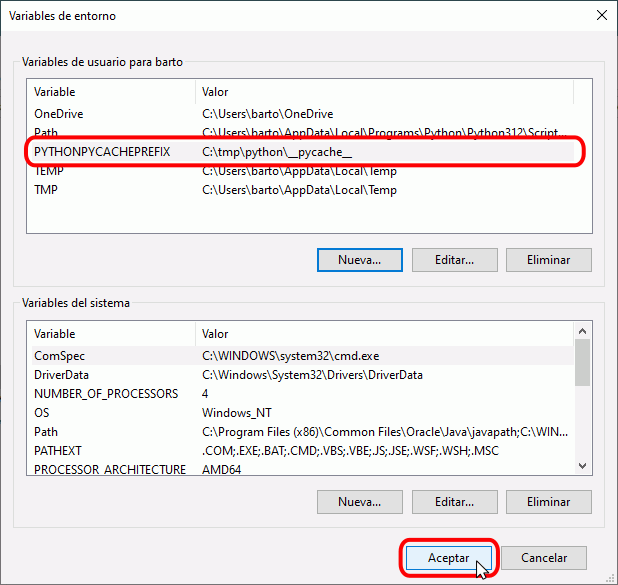 Variables de entorno
Variables de usuario para barto
Variable Valor
OneDrive C:\Users\barto\OneDrive
Path C:\Users\barto\AppData\Local\Programs\Python\Python312\Script...
PYTHONPYCACHEPREFIX C:\tmp\python\__pycache__
TEMP C:\Users\barto\AppData\Local\Temp
TMP C:\Users\barto\AppData\Local\Temp
Nueva... Editar... Eliminar
Variables del sistema
Variable Valor
ComSpec C:\WINDOWS\system32\cmd.exe
DriverData C:\Windows\System32\Drivers\DriverData
NUMBER_OF_PROCESSORS 4
OS Windows_NT
Path C:\Program Files (x86)\Common Files\Oracle\Java\javapath;C:\WIN...
PATHEXT .COM;.EXE;.BAT;.CMD;.VBS;.VBE;.JS;.JSE;.WSF;.WSH;.MSC
PROCESSOR_ARCHITECTURE AMD64
Nueva... Editar... Eliminar
Aceptar Cancelar